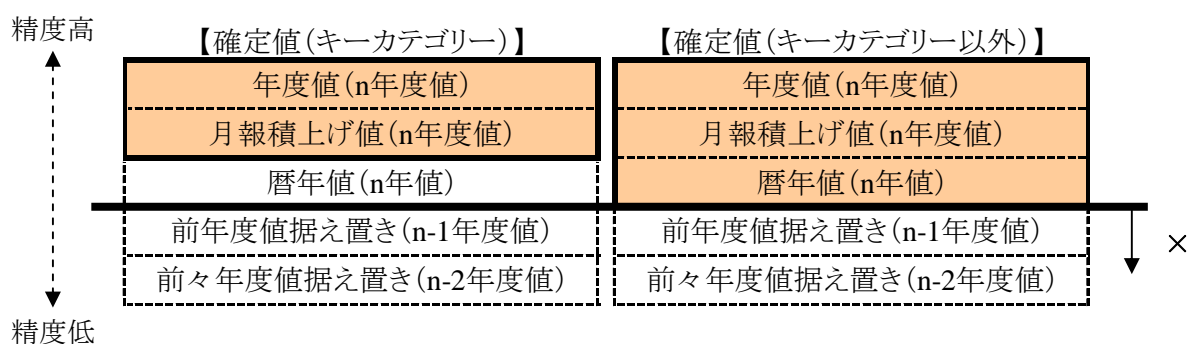 精度高
【確定値(キーカテゴリー)】
【確定値(キーカテゴリー以外)】
年度値(n年度値)
年度値(n年度値)
月報積上げ値(n年度値)
月報積上げ値(n年度値)
暦年値(n年値)
暦年値(n年値)
前年度値据え置き(n-1年度値)
前年度値据え置き(n-1年度値)
×
前々年度値据え置き(n-2年度値)
前々年度値据え置き(n-2年度値)
精度低